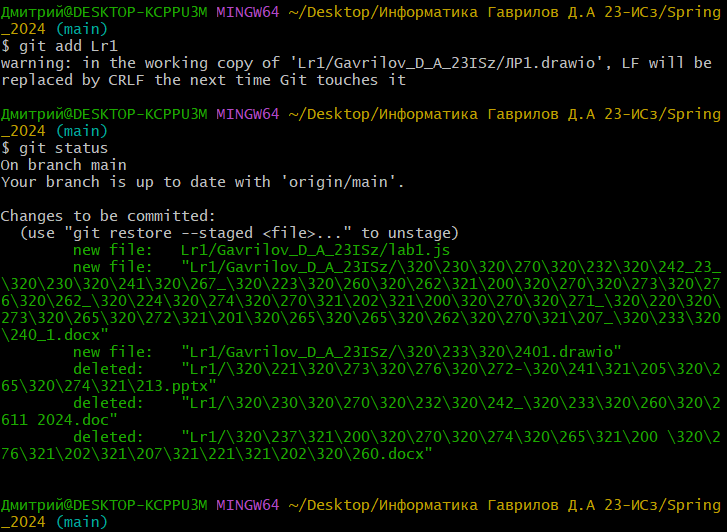 Дмитрий@DESKTOP-KCPPU3M MINGW64 ~/Desktop/Информатика Гаврилов Д.А 23-ИСз/Spring
_2024 (main)
$ git add Lr1
warning: in the working copy of 'Lr1/Gavrilov_D_A_23ISz/ЛР1.drawio', LF will be
replaced by CRLF the next time Git touches it
Дмитрий@DESKTOP-KCPPU3M MINGW64 ~/Desktop/Информатика Гаврилов Д.А 23-ИСз/Spring
_2024 (main)
$ git status
On branch main
Your branch is up to date with 'origin/main'.
Changes to be committed:
  (use "git restore --staged <file>..." to unstage)
        new file:   Lr1/Gavrilov_D_A_23ISz/lab1.js
        new file:   "Lr1/Gavrilov_D_A_23ISz/\320\230\320\270\320\232\320\242_23_
\320\230\320\241\320\267_\320\223\320\260\320\262\321\200\320\270\320\273\320\27
6\320\262_\320\224\320\274\320\270\321\202\321\200\320\270\320\271_\320\220\320\
273\320\265\320\272\321\201\320\265\320\265\320\262\320\270\321\207_\320\233\320
\240_1.docx"
        new file:   "Lr1/Gavrilov_D_A_23ISz/\320\233\320\2401.drawio"
        deleted:    "Lr1/\320\221\320\273\320\276\320\272-\320\241\321\205\320\2
65\320\274\321\213.pptx"
        deleted:    "Lr1/\320\230\320\270\320\232\320\242_\320\233\320\260\320\2
611 2024.doc"
        deleted:    "Lr1/\320\237\321\200\320\270\320\274\320\265\321\200 \320\2
76\321\202\321\207\321\221\321\202\320\260.docx"
Дмитрий@DESKTOP-KCPPU3M MINGW64 ~/Desktop/Информатика Гаврилов Д.А 23-ИСз/Spring
_2024 (main)